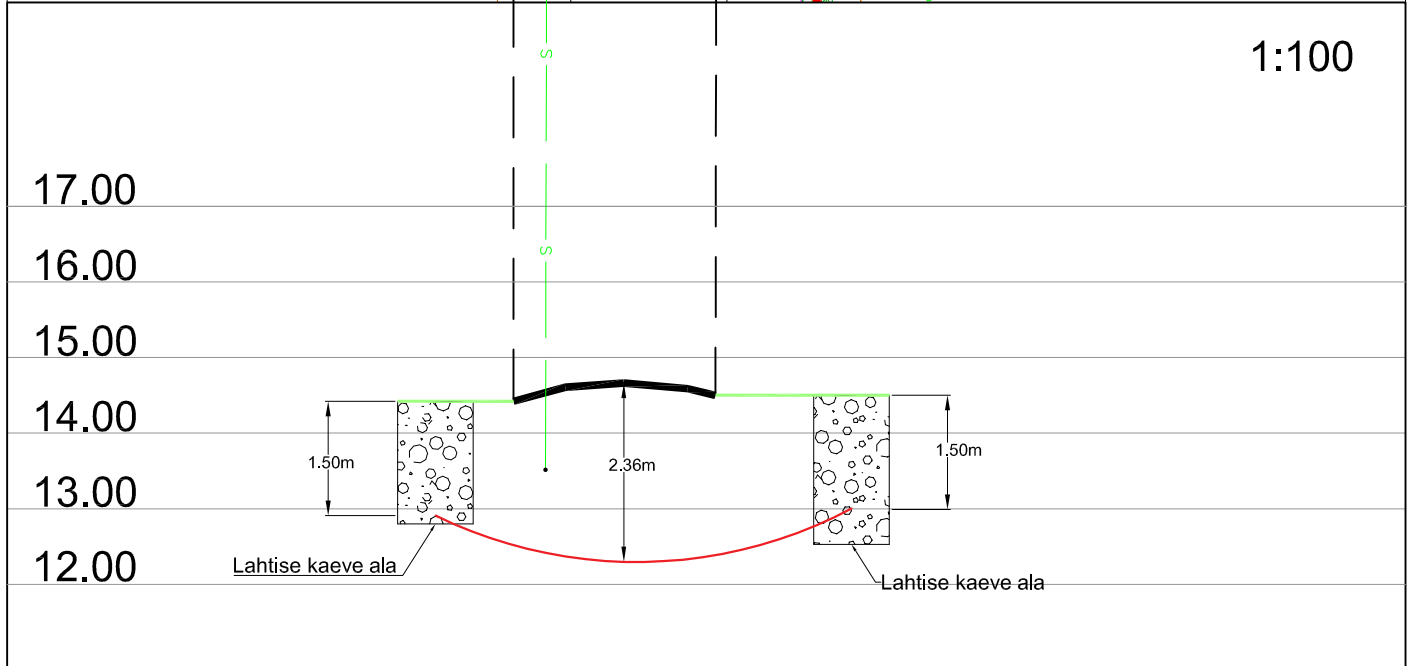 1:100
S
17.00
S
16.00
15.00
14.00
1.50m
2.36m
1.50m
13.00
Lahtise kaeve ala
12.00
Lahtise kaeve ala